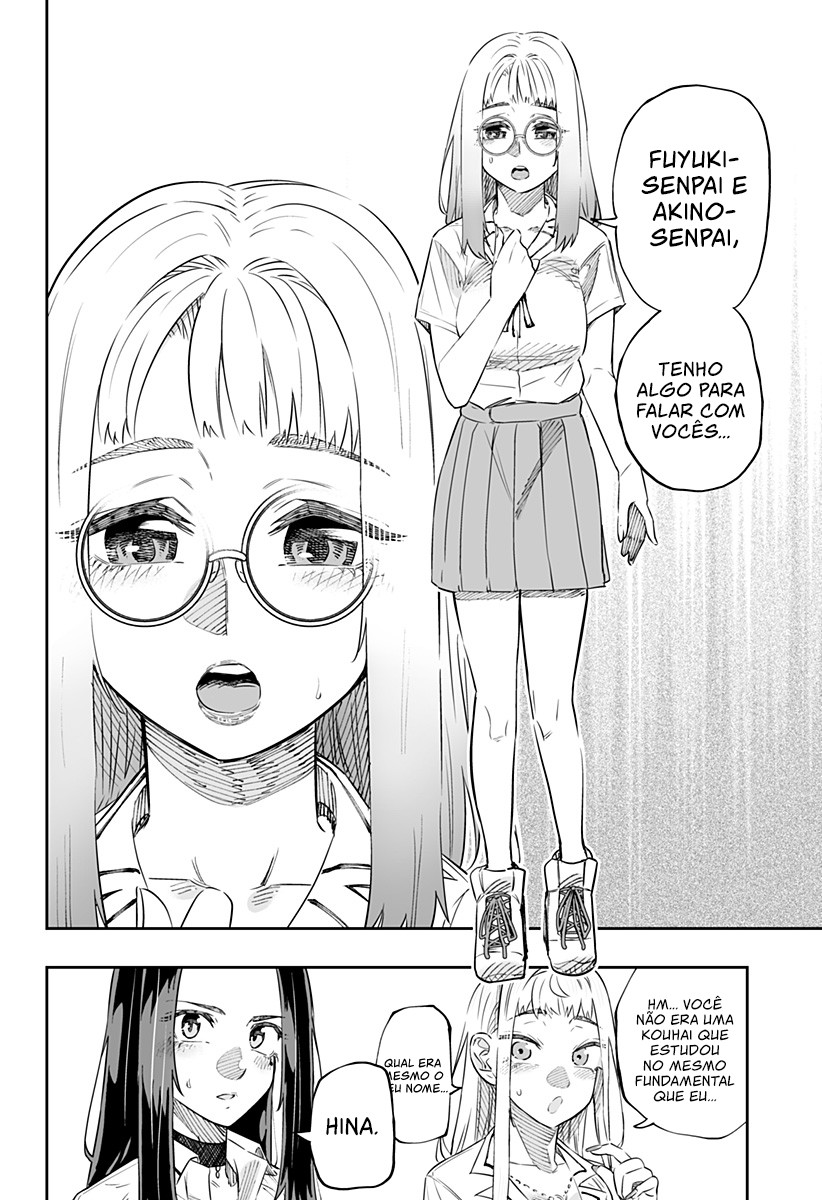 FUYUKI-
SENPAI E
AKINO-
SENPAI,
TENHO
ALGO PARA
FALAR COM
VOCÊS...
HM... VOCÊ
NÃO ERA UMA
KOUHAI QUE
ESTUDOU
NO MESMO
FUNDAMENTAL
QUE EU...
QUAL ERA
MESMO O
EU NOME...
HINA.